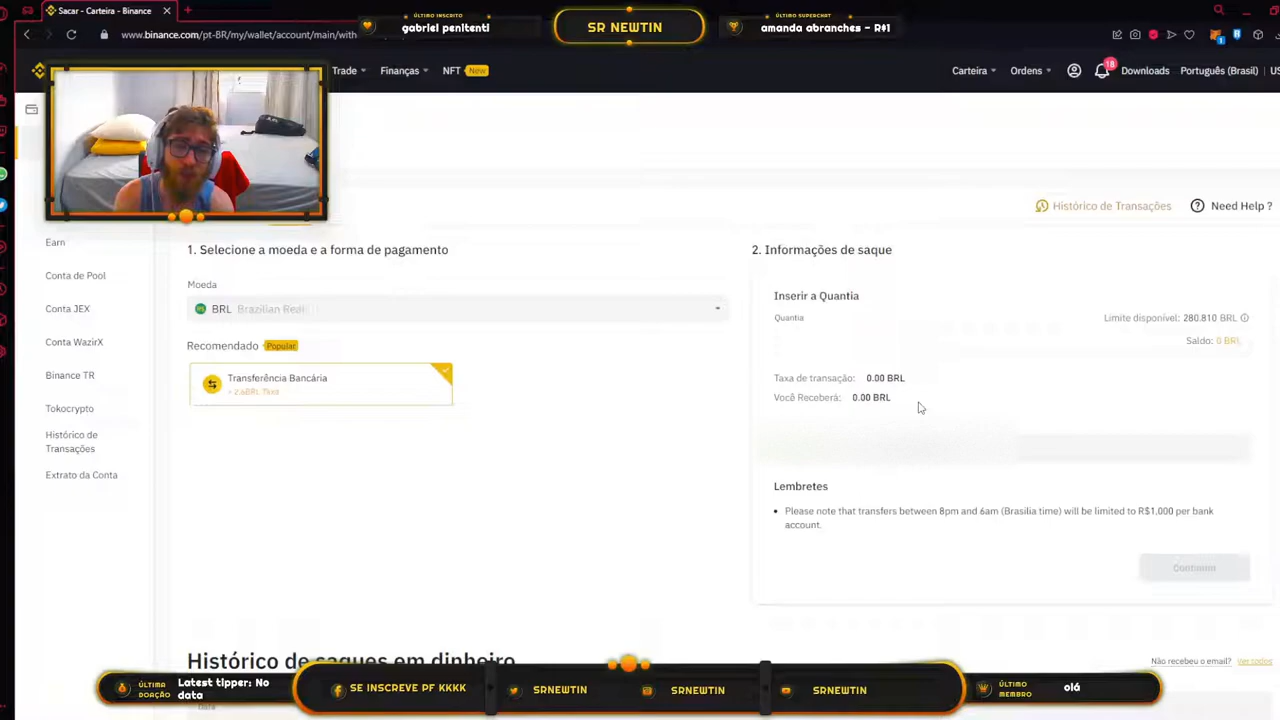 Sacar - Carteira - Binance
ÚLTIMO INSCRITO
gabriel penitenti
SR NEWTIN
ÚLTIMO SUPERCHAT
amanda abranches - R$1
www.binance.com/pt-BR/my/wallet/account/main/with
Trade
Finanças
NFT New
Carteira
Ordens
18
Downloads
Português (Brasil)
Histórico de Transações
Need Help ?
Earn
Conta de Pool
Conta JEX
Conta WazirX
Binance TR
Tokocrypto
Histórico de
Transações
Extrato da Conta
1. Selecione a moeda e a forma de pagamento
Moeda
BRL Brazilian Real
Recomendado Popular
Transferência Bancária
2. Informações de saque
Inserir a Quantia
Quantia
Limite disponível: 280.810 BRL
Saldo: 0 BRL
Taxa de transação: 0.00 BRL
Você Receberá: 0.00 BRL
Lembretes
Please note that transfers between 8pm and 6am (Brasilia time) will be limited to R$1,000 per bank
account.
Histórico de saques em dinheiro
Não recebeu o email? Ver todos
ÚLTIMA
DOAÇÃO
Latest tipper: No
data
SE INSCREVE PF KKKK
SRNEWTIN
SRNEWTIN
SRNEWTIN
ÚLTIMO
MEMBRO
olá